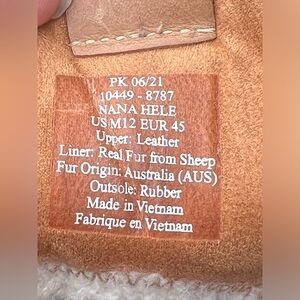 PK 06/21
10449 - 8787
NANA HELE
US M12 EUR 45
Upper: Leather
Liner: Real Fur from Sheep
Fur Origin: Australia (AUS)
Outsole: Rubber
Made in Vietnam
Fabrique en Vietnam